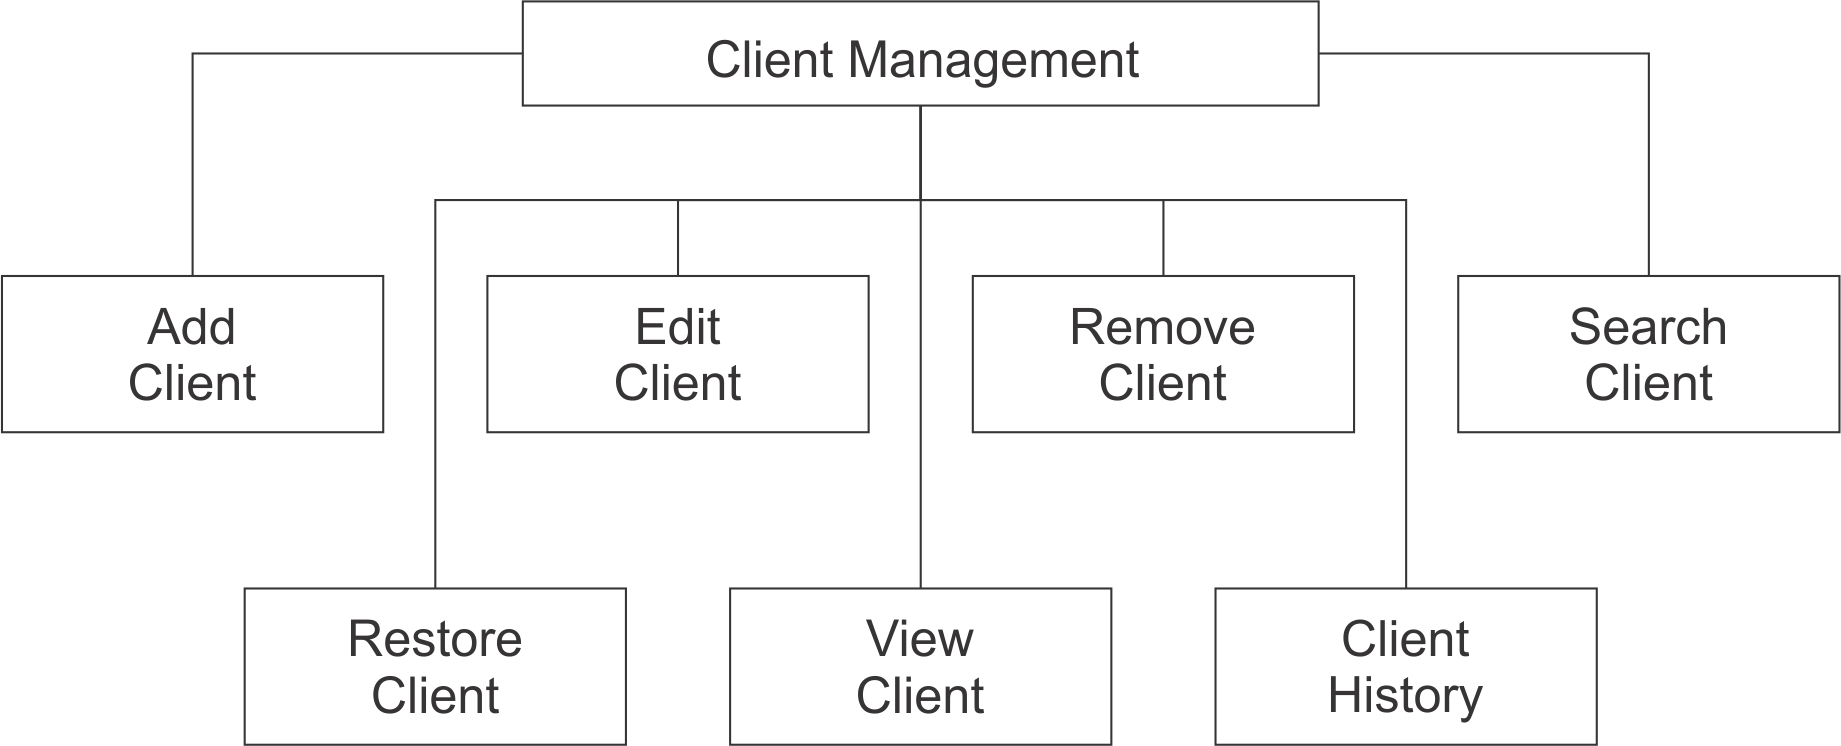 Client Management
Add
Client
Edit
Client
Remove
Client
Search
Client
Restore
Client
View
Client
Client
History